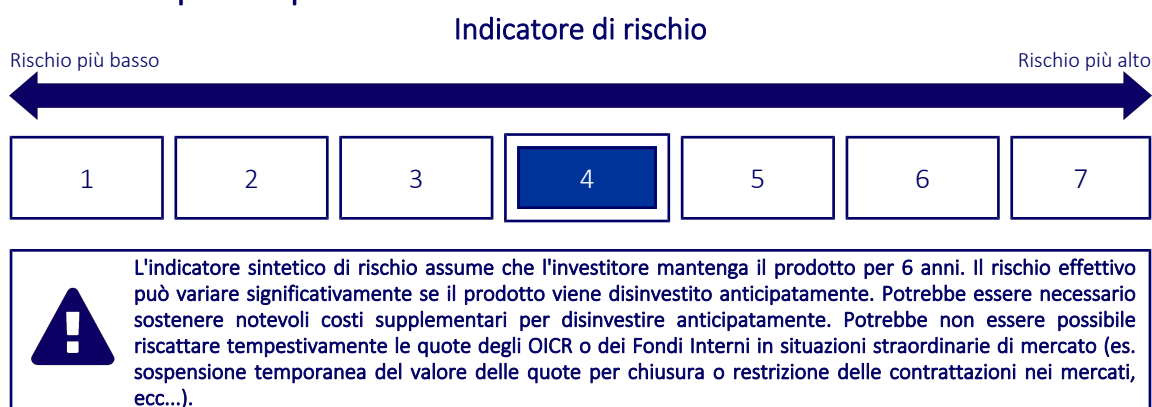 Indicatore di rischio
Rischio più basso
Rischio più alto
1 2 3 4 5 6 7
L'indicatore sintetico di rischio assume che l'investitore mantenga il prodotto per 6 anni. Il rischio effettivo
può variare significativamente se il prodotto viene disinvestito anticipatamente. Potrebbe essere necessario
sostenere notevoli costi supplementari per disinvestire anticipatamente. Potrebbe non essere possibile
riscattare tempestivamente le quote degli OICR o dei Fondi Interni in situazioni straordinarie di mercato (es.
sospensione temporanea del valore delle quote per chiusura o restrizione delle contrattazioni nei mercati,
ecc...).